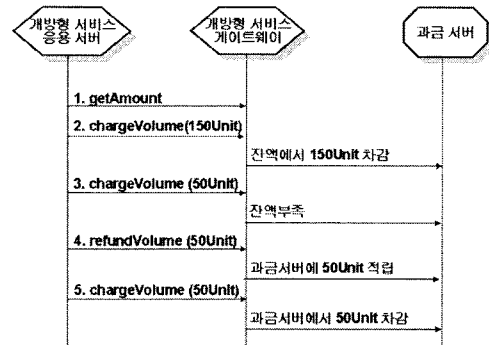 개방형 서비스
응용 서버
개방형 서비스
게이트웨이
과금 서버
1. getAmount
2. chargeVolume(150Unit)
잔액에서 150Unit 차감
3. chargeVolume (50Unit)
잔액부족
4. refundVolume (50Unit)
과금서버에 50Unit 적립
5. chargeVolume (50Unit)
과금서버에서 50Unit 차감